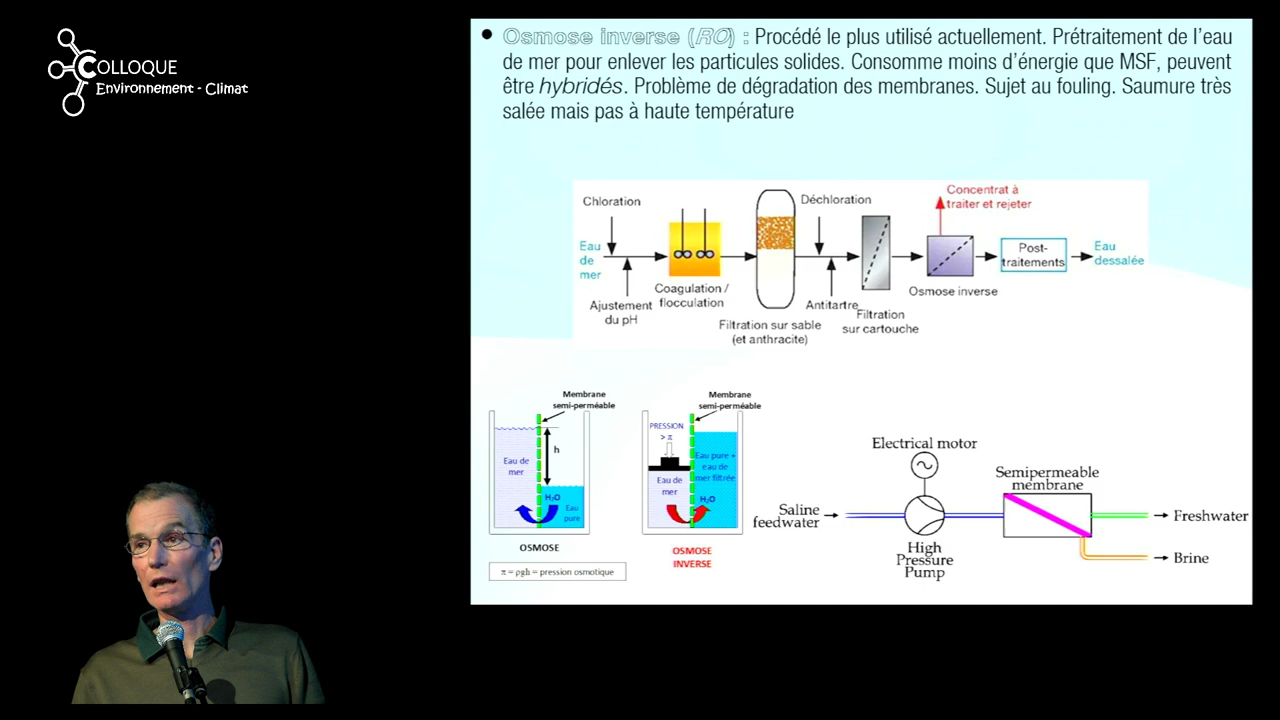 COLLOQUE
Environnement - Climat
• Osmose inverse (RO) : Procédé le plus utilisé actuellement. Prétraitement de l'eau
de mer pour enlever les particules solides. Consomme moins d'énergie que MSF, peuvent
être hybridés. Problème de dégradation des membranes. Sujet au fouling. Saumure très
salée mais pas à haute température
Chloration
Déchloration
Concentrat à
traiter et rejeter
Eau
de
mer
Post-
traitements
Eau
dessalée
Ajustement
du pH
Coagulation /
floculation
Filtration sur sable
(et anthracite)
Antitartre
Filtration
sur cartouche
Osmose inverse
Membrane
semi-perméable
h
Eau de
mer
H₂O
Eau
pure
OSMOSE
π = ρgh = pression osmotique
Membrane
semi-perméable
PRESSION
> π
Eau de
mer
Eau pure =
eau de
mer filtrée
H₂O
OSMOSE
INVERSE
Electrical motor
Semipermeable
membrane
Saline
feedwater
High
Pressure
Pump
Freshwater
Brine